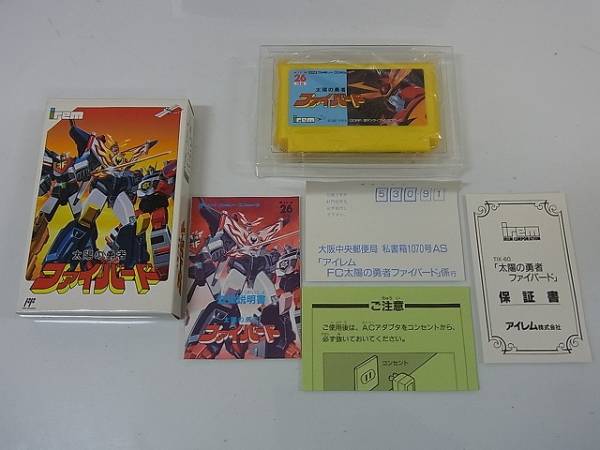 irem
太陽の勇者
ファイバード
26
太陽の勇者
ファイバード
irem
26
取扱説明書
太陽の勇者
ファイバード
53091
大阪中央郵便局 私書箱1070号AS
「アイレム
FC太陽の勇者ファイバード」係行
ご注意
ご使用後は、ACアダプタをコンセントから、
必ず抜いておいてください。
コンセント
irem
IREM CORPORATION
TIX-60
「太陽の勇者
ファイバード」
保証書
アイレム株式会社